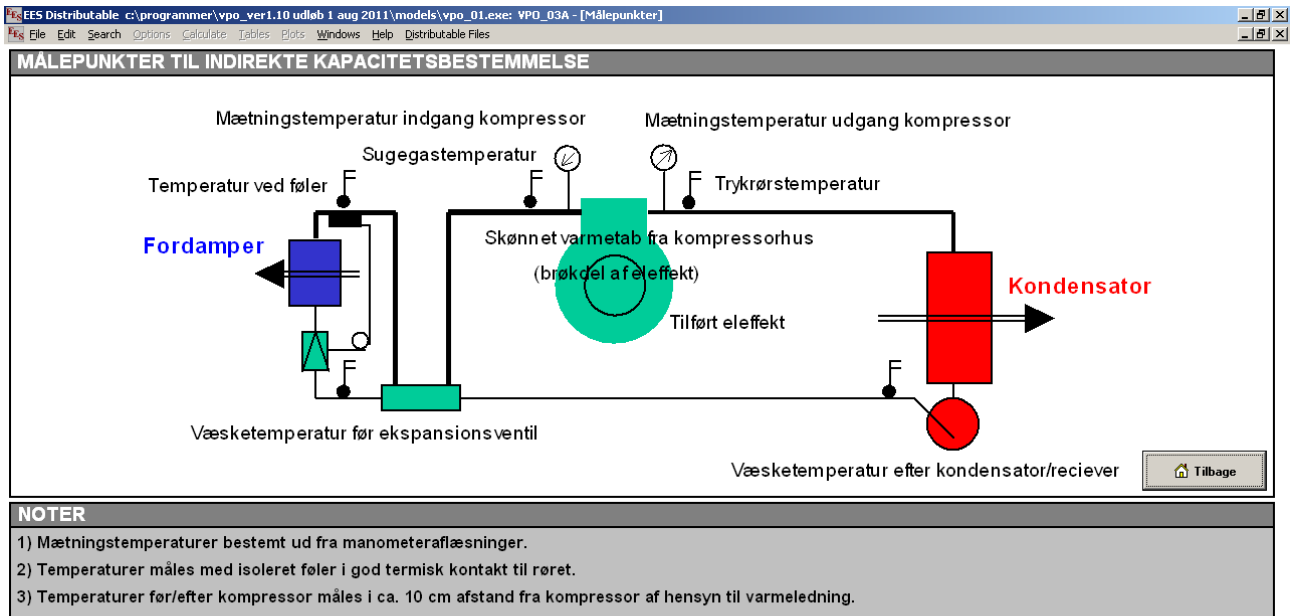 EES Distributable c:\programmer\vpo_ver1.10 udløb 1 aug 2011\models\vpo_01.exe: VPO_03A - [Målepunkter]
File Edit Search Options Calculate Tables Plots Windows Help Distributable Files
MÅLEPUNKTER TIL INDIREKTE KAPACITETSBESTEMMELSE
Mætningstemperatur indgang kompressor
Mætningstemperatur udgang kompressor
Sugegastemperatur
Temperatur ved føler
Trykrørstemperatur
Fordamper
Skønnet varmetab fra kompressorhus
(brøkdel af eleffekt)
Kondensator
Tilført eleffekt
Væsketemperatur før ekspansionsventil
Væsketemperatur efter kondensator/reciever
Tilbage
NOTER
1) Mætningstemperaturer bestemt ud fra manometeraflæsninger.
2) Temperaturer måles med isoleret føler i god termisk kontakt til røret.
3) Temperaturer før/efter kompressor måles i ca. 10 cm afstand fra kompressor af hensyn til varmeledning.